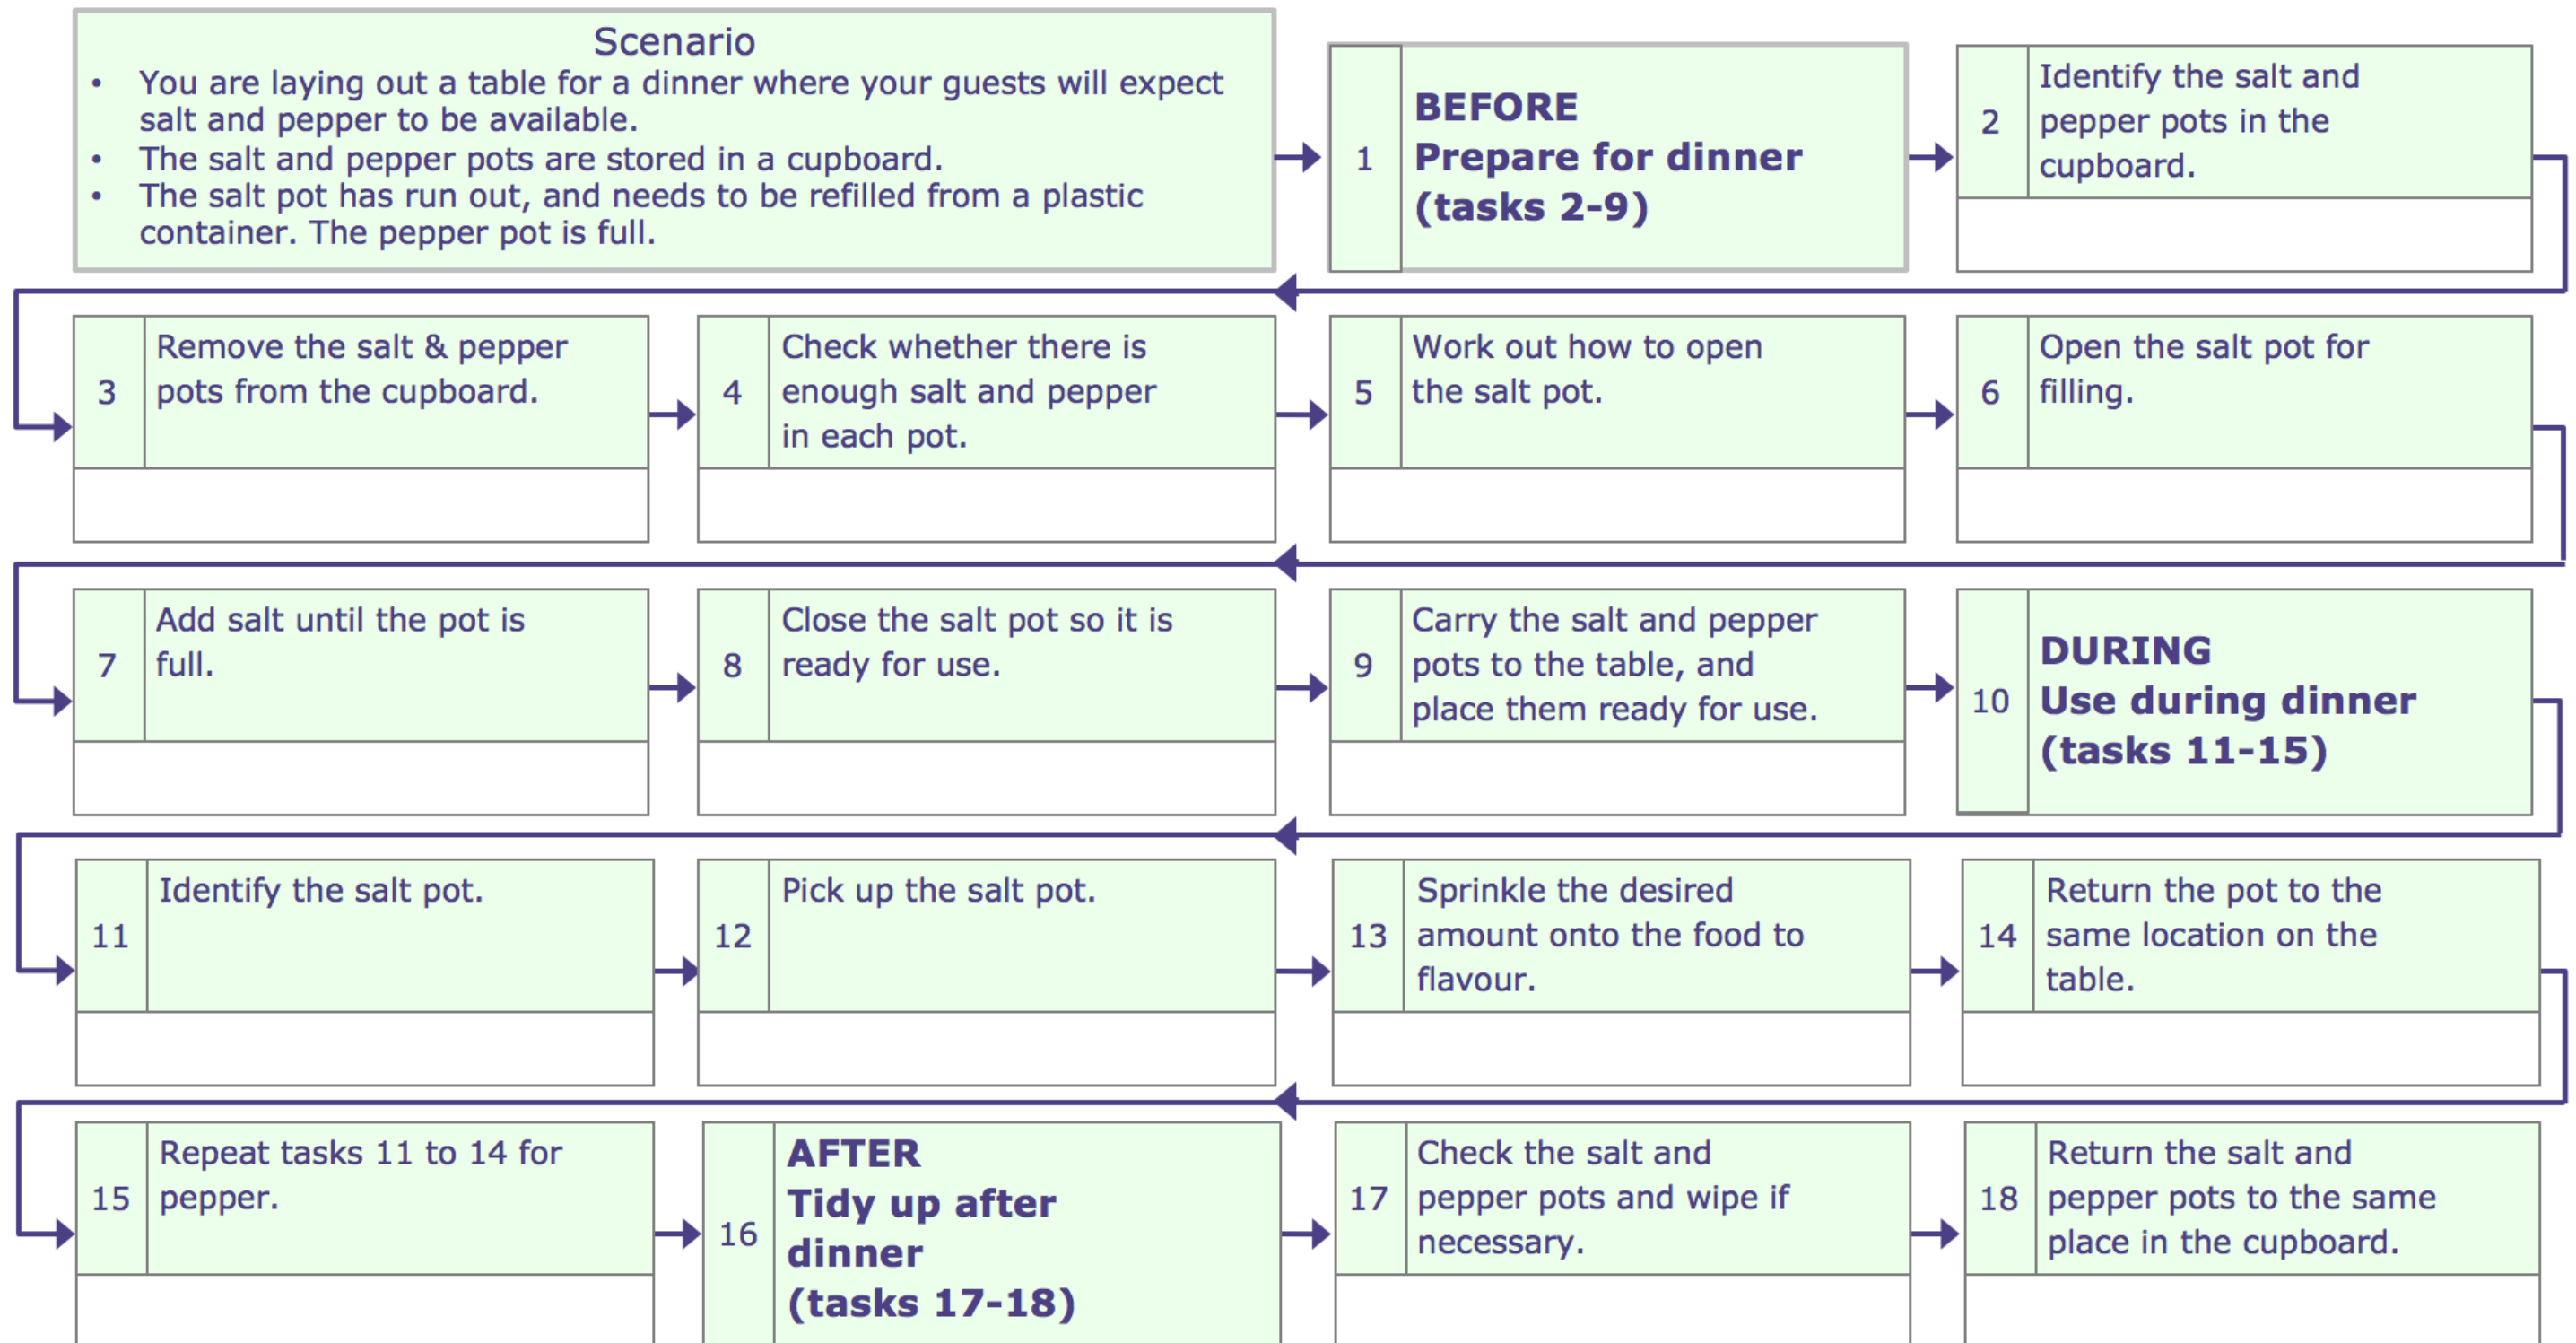 Scenario
• You are laying out a table for a dinner where your guests will expect
salt and pepper to be available.
• The salt and pepper pots are stored in a cupboard.
• The salt pot has run out, and needs to be refilled from a plastic
container. The pepper pot is full.
1
BEFORE
Prepare for dinner
(tasks 2-9)
2
Identify the salt and
pepper pots in the
cupboard.
3
Remove the salt & pepper
pots from the cupboard.
4
Check whether there is
enough salt and pepper
in each pot.
5
Work out how to open
the salt pot.
6
Open the salt pot for
filling.
7
Add salt until the pot is
full.
8
Close the salt pot so it is
ready for use.
9
Carry the salt and pepper
pots to the table, and
place them ready for use.
10
DURING
Use during dinner
(tasks 11-15)
11
Identify the salt pot.
12
Pick up the salt pot.
13
Sprinkle the desired
amount onto the food to
flavour.
14
Return the pot to the
same location on the
table.
15
Repeat tasks 11 to 14 for
pepper.
16
AFTER
Tidy up after
dinner
(tasks 17-18)
17
Check the salt and
pepper pots and wipe if
necessary.
18
Return the salt and
pepper pots to the same
place in the cupboard.